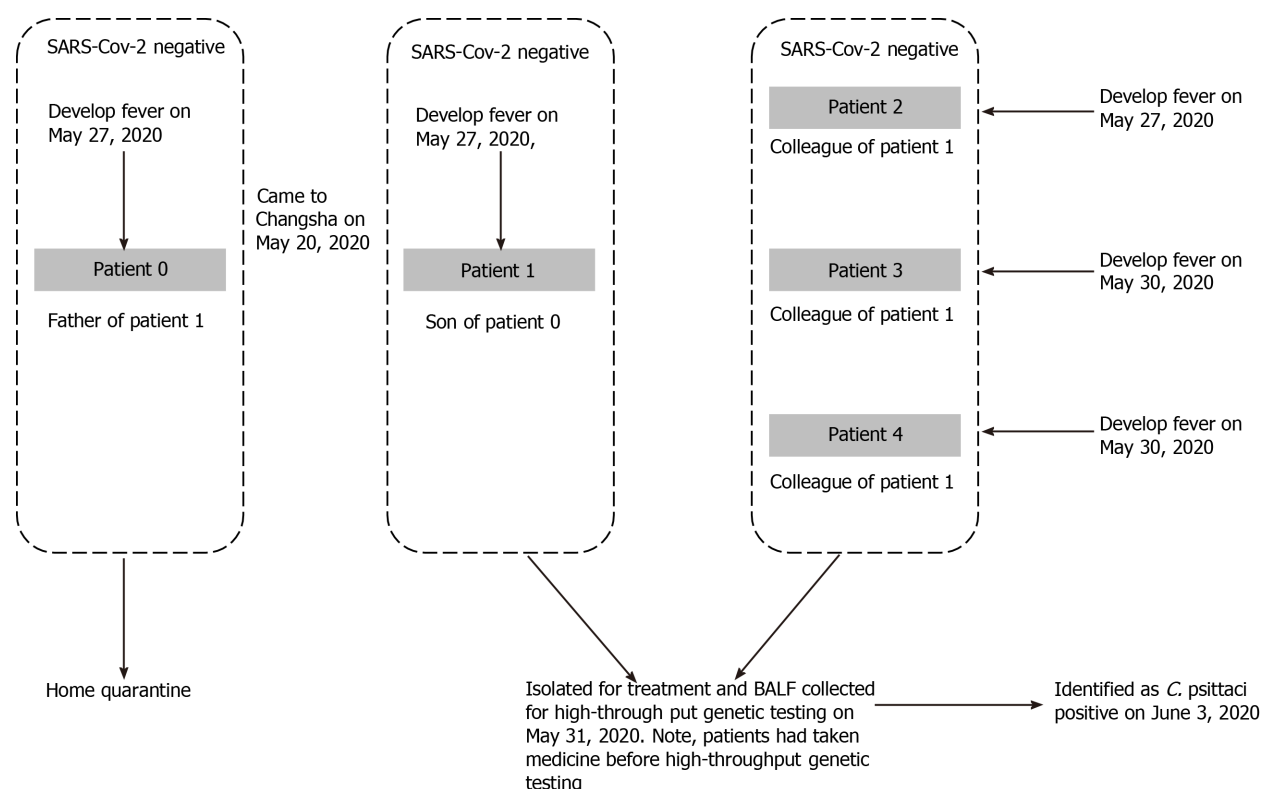 SARS-Cov-2 negative
Develop fever on
May 27, 2020
Patient 0
Father of patient 1
Home quarantine
Came to
Changsha on
May 20, 2020
SARS-Cov-2 negative
Develop fever on
May 27, 2020,
Patient 1
Son of patient 0
SARS-Cov-2 negative
Patient 2
Colleague of patient 1
Develop fever on
May 27, 2020
Patient 3
Colleague of patient 1
Develop fever on
May 30, 2020
Patient 4
Colleague of patient 1
Develop fever on
May 30, 2020
Isolated for treatment and BALF collected
for high-through put genetic testing on
May 31, 2020. Note, patients had taken
medicine before high-throughput genetic
testing
Identified as C. psittaci
positive on June 3, 2020